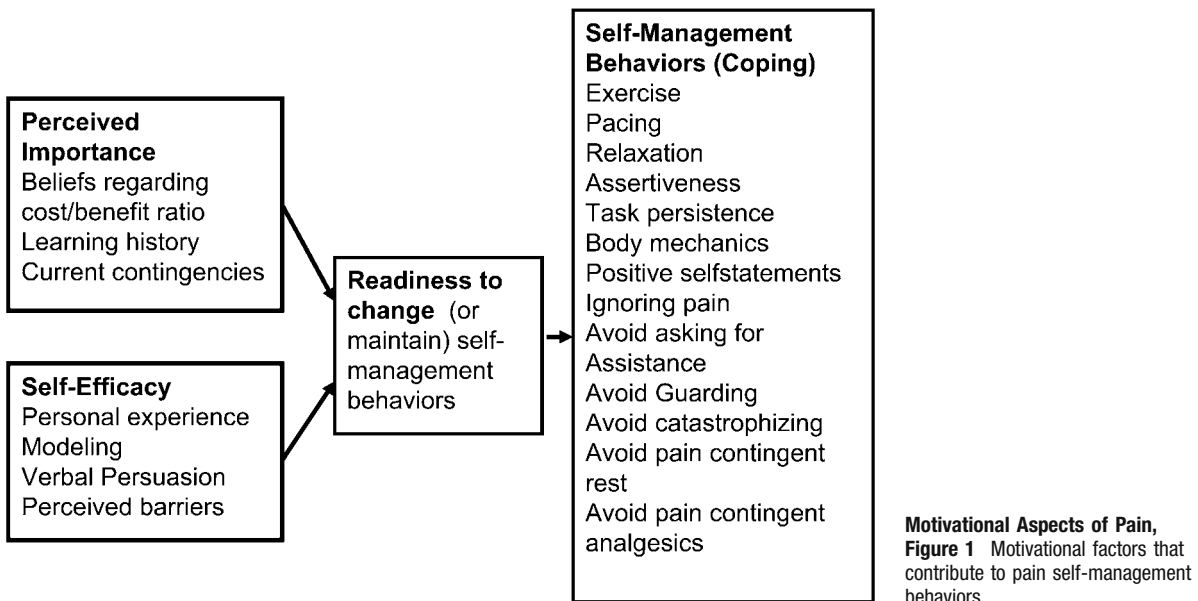 Perceived
Importance
Beliefs regarding
cost/benefit ratio
Learning history
Current contingencies
Self-Efficacy
Personal experience
Modeling
Verbal Persuasion
Perceived barriers
Readiness to
change (or
maintain) self-
management
behaviors
Self-Management
Behaviors (Coping)
Exercise
Pacing
Relaxation
Assertiveness
Task persistence
Body mechanics
Positive selfstatements
Ignoring pain
Avoid asking for
Assistance
Avoid Guarding
Avoid catastrophizing
Avoid pain contingent
rest
Avoid pain contingent
analgesics
Motivational Aspects of Pain,
Figure 1 Motivational factors that
contribute to pain self-management
behaviors